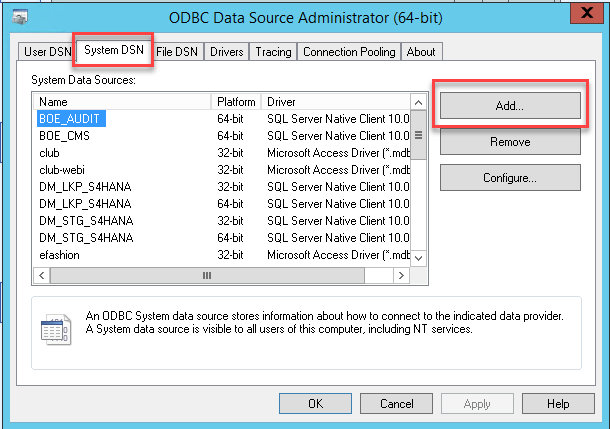 ODBC Data Source Administrator (64-bit)
User DSN System DSN File DSN Drivers Tracing Connection Pooling About
System Data Sources:
Name Platform Driver
BOE_AUDIT 64-bit SQL Server Native Client 10.0
BOE_CMS 64-bit SQL Server Native Client 10.0
club 32-bit Microsoft Access Driver (*.mdb
club-webi 32-bit Microsoft Access Driver (*.mdb
DM_LKP_S4HANA 32-bit SQL Server Native Client 10.0
DM_LKP_S4HANA 64-bit SQL Server Native Client 10.0
DM_STG_S4HANA 32-bit SQL Server Native Client 10.0
DM_STG_S4HANA 64-bit SQL Server Native Client 10.0
efashion 32-bit Microsoft Access Driver (*.mdb
Add...
Remove
Configure...
An ODBC System data source stores information about how to connect to the indicated data provider.
A System data source is visible to all users of this computer, including NT services.
OK Cancel Apply Help